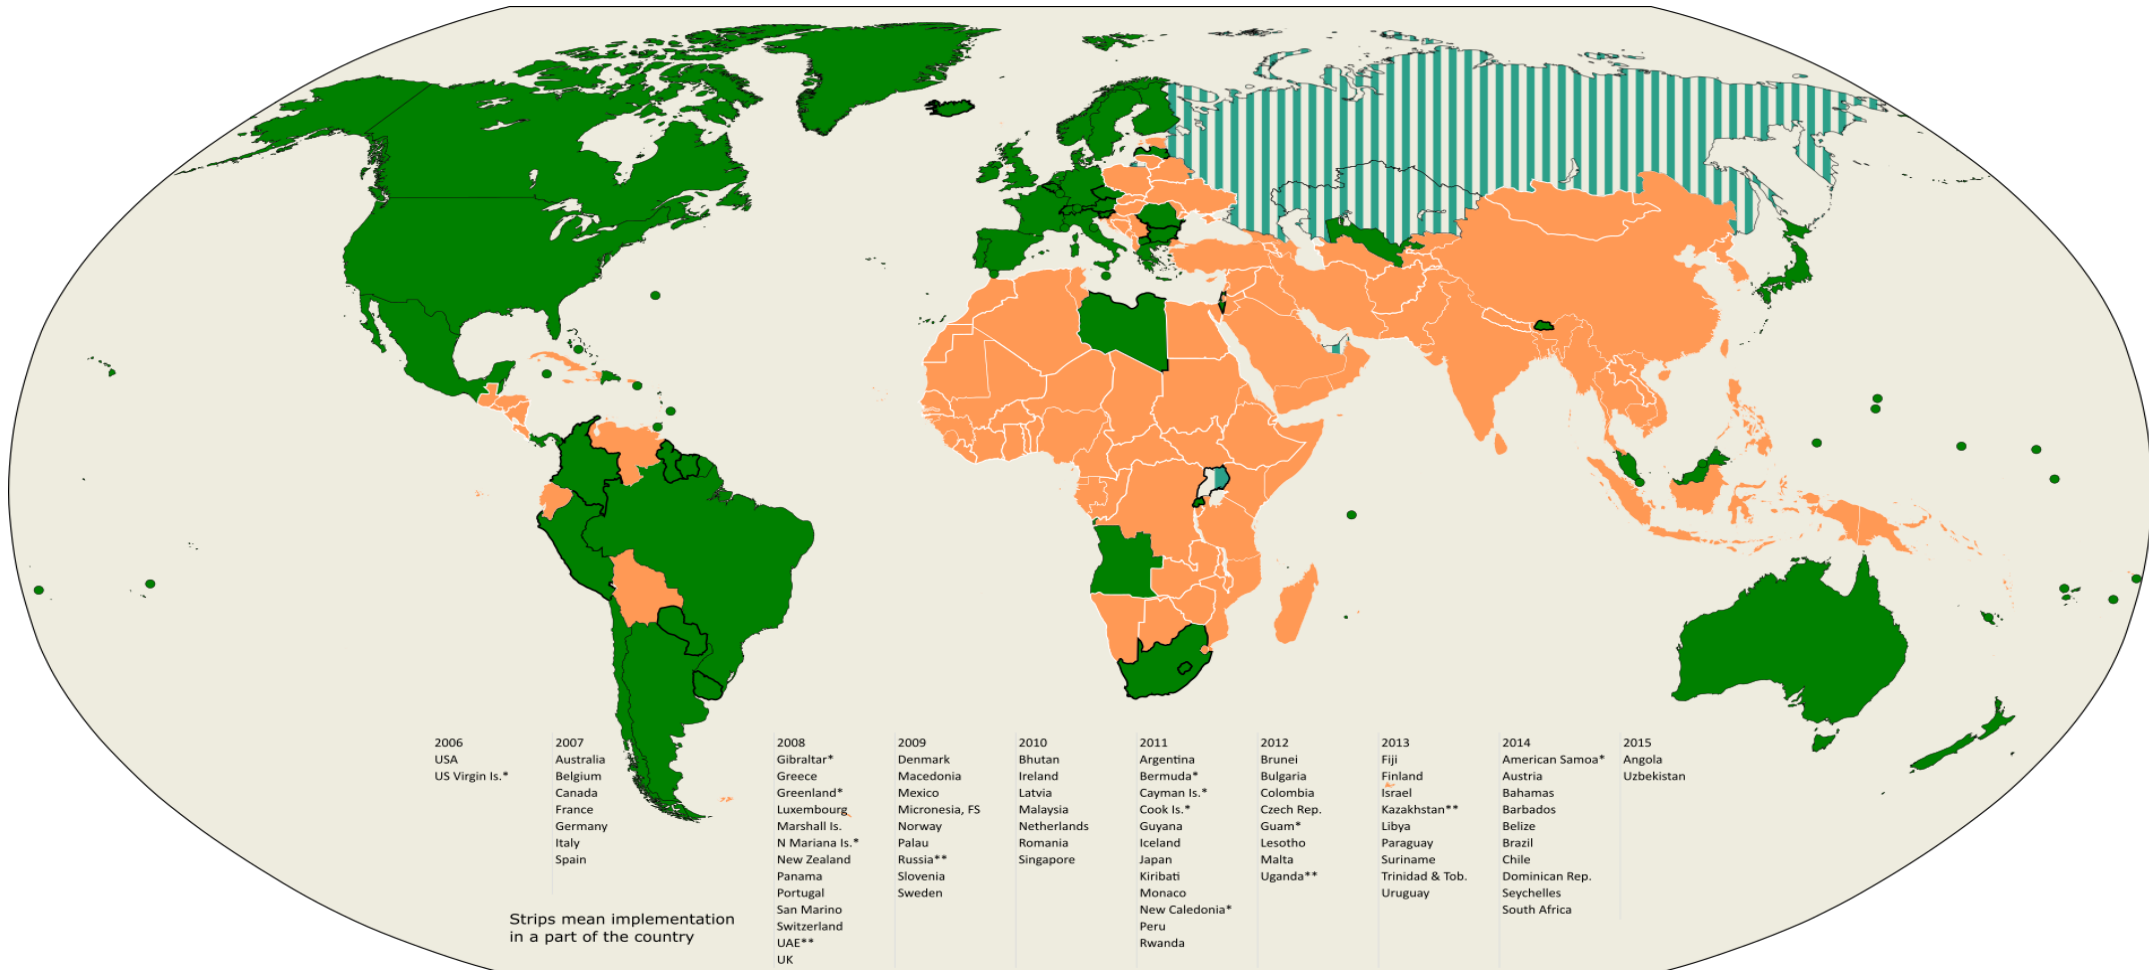 2006
USA
US Virgin Is.*
2007
Australia
Belgium
Canada
France
Germany
Italy
Spain
2008
Gibraltar*
Greece
Greenland*
Luxembourg
Marshall Is.
N Mariana Is.*
New Zealand
Panama
Portugal
San Marino
Switzerland
UAE**
UK
2009
Denmark
Macedonia
Mexico
Micronesia, FS
Norway
Palau
Russia**
Slovenia
Sweden
2010
Bhutan
Ireland
Latvia
Malaysia
Netherlands
Romania
Singapore
2011
Argentina
Bermuda*
Cayman Is.*
Cook Is.*
Guyana
Iceland
Japan
Kiribati
Monaco
New Caledonia*
Peru
Rwanda
2012
Brunei
Bulgaria
Colombia
Czech Rep.
Guam*
Lesotho
Malta
Uganda**
2013
Fiji
Finland
Israel
Kazakhstan**
Libya
Paraguay
Suriname
Trinidad & Tob.
Uruguay
2014
American Samoa*
Austria
Bahamas
Barbados
Belize
Brazil
Chile
Dominican Rep.
Seychelles
South Africa
2015
Angola
Uzbekistan
Strips mean implementation
in a part of the country